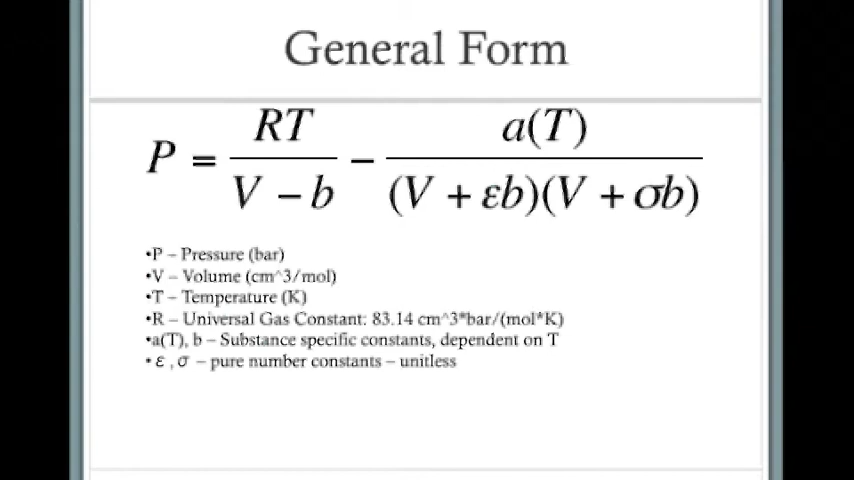 General Form
P = RT / (V − b) − a(T) / ((V + εb)(V + σb))
•P – Pressure (bar)
•V – Volume (cm^3/mol)
•T – Temperature (K)
•R – Universal Gas Constant: 83.14 cm^3*bar/(mol*K)
•a(T), b – Substance specific constants, dependent on T
• ε , σ – pure number constants – unitless